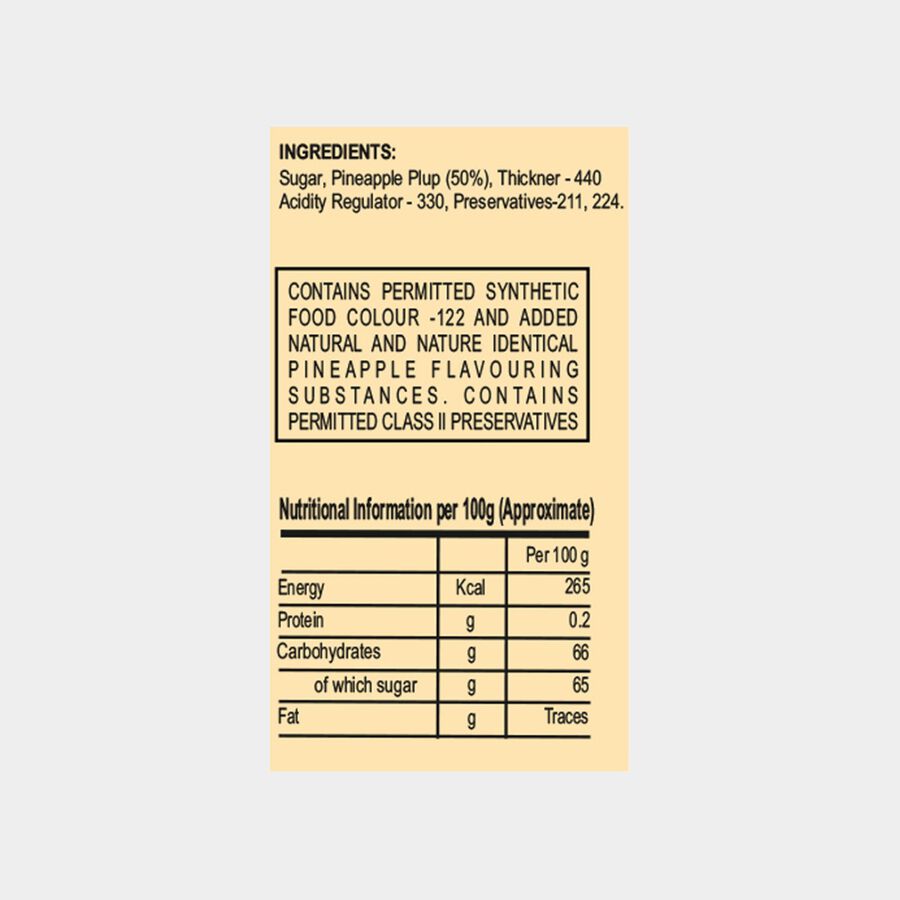 INGREDIENTS:
Sugar, Pineapple Plup (50%), Thickner - 440
Acidity Regulator - 330, Preservatives-211, 224.
CONTAINS PERMITTED SYNTHETIC
FOOD COLOUR -122 AND ADDED
NATURAL AND NATURE IDENTICAL
PINEAPPLE FLAVOURING
SUBSTANCES. CONTAINS
PERMITTED CLASS II PRESERVATIVES
Nutritional Information per 100g (Approximate)
Per 100 g
Energy Kcal 265
Protein g 0.2
Carbohydrates g 66
of which sugar g 65
Fat g Traces